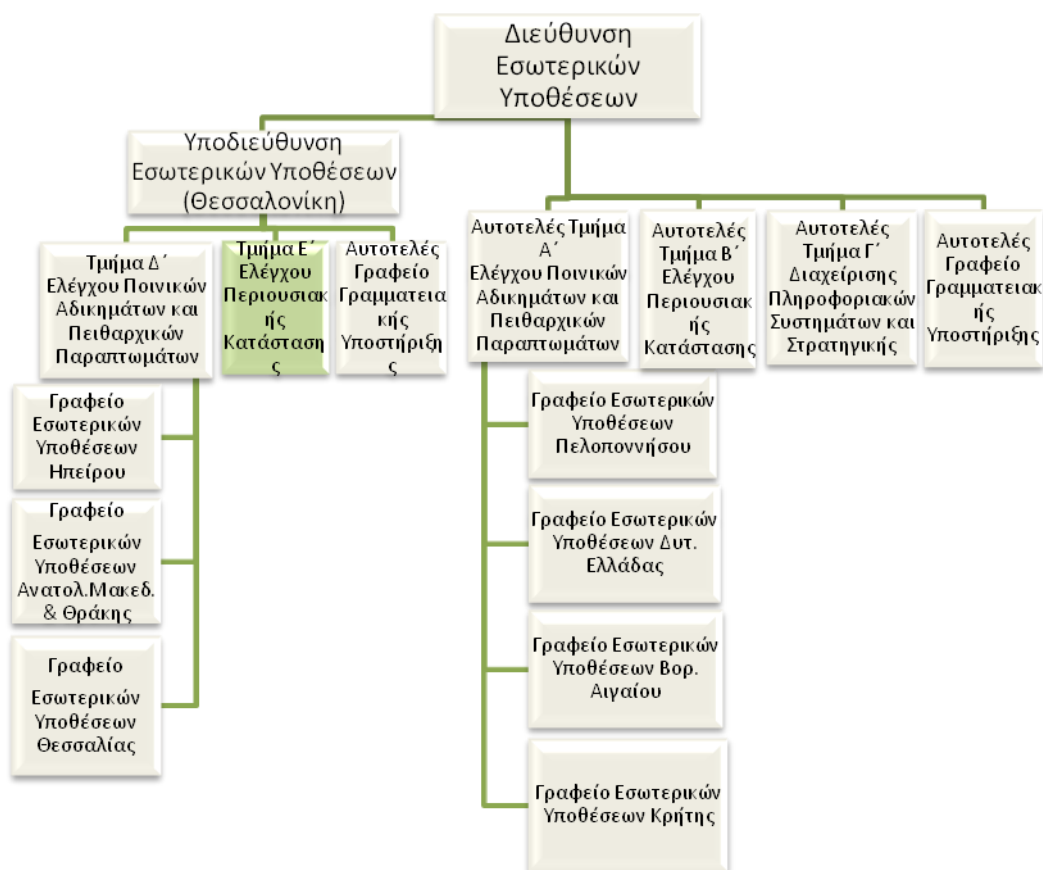 Διεύθυνση
Εσωτερικών
Υποθέσεων
Υποδιεύθυνση
Εσωτερικών Υποθέσεων
(Θεσσαλονίκη)
Τμήμα Δ΄
Ελέγχου Ποινικών
Αδικημάτων και
Πειθαρχικών
Παραπτωμάτων
Τμήμα Ε΄
Ελέγχου
Περιουσιακ
ής
Κατάσταση
ς
Αυτοτελές
Γραφείο
Γραμματεια
κής
Υποστήριξη
ς
Αυτοτελές Τμήμα
Α΄
Ελέγχου Ποινικών
Αδικημάτων και
Πειθαρχικών
Παραπτωμάτων
Αυτοτελές
Τμήμα Β΄
Ελέγχου
Περιουσιακ
ής
Κατάστασης
Αυτοτελές
Τμήμα Γ΄
Διαχείρισης
Πληροφοριακών
Συστημάτων και
Στρατηγικής
Αυτοτελές
Γραφείο
Γραμματειακ
ής
Υποστήριξης
Γραφείο
Εσωτερικών
Υποθέσεων
Ηπείρου
Γραφείο
Εσωτερικών
Υποθέσεων
Ανατολ.Μακεδ.
& Θράκης
Γραφείο
Εσωτερικών
Υποθέσεων
Θεσσαλίας
Γραφείο Εσωτερικών
Υποθέσεων
Πελοποννήσου
Γραφείο Εσωτερικών
Υποθέσεων Δυτ.
Ελλάδας
Γραφείο Εσωτερικών
Υποθέσεων Βορ.
Αιγαίου
Γραφείο Εσωτερικών
Υποθέσεων Κρήτης